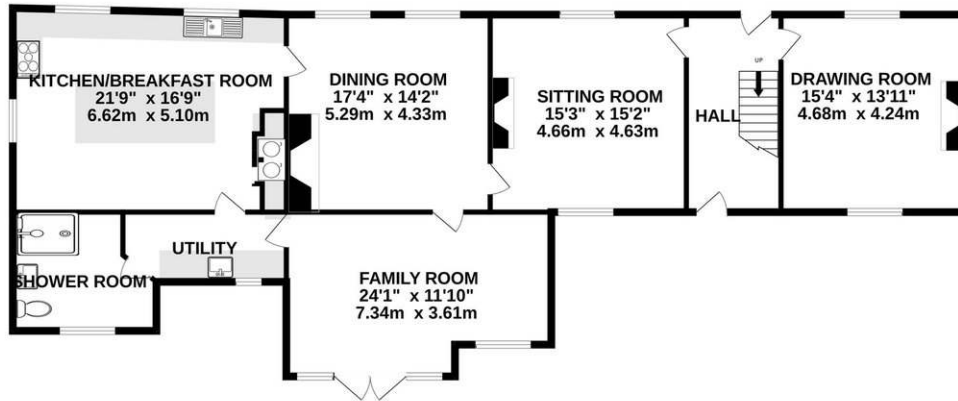 KITCHEN/BREAKFAST ROOM
21'9" x 16'9"
6.62m x 5.10m
DINING ROOM
17'4" x 14'2"
5.29m x 4.33m
SITTING ROOM
15'3" x 15'2"
4.66m x 4.63m
HALL
UP
DRAWING ROOM
15'4" x 13'11"
4.68m x 4.24m
UTILITY
SHOWER ROOM
FAMILY ROOM
24'1" x 11'10"
7.34m x 3.61m